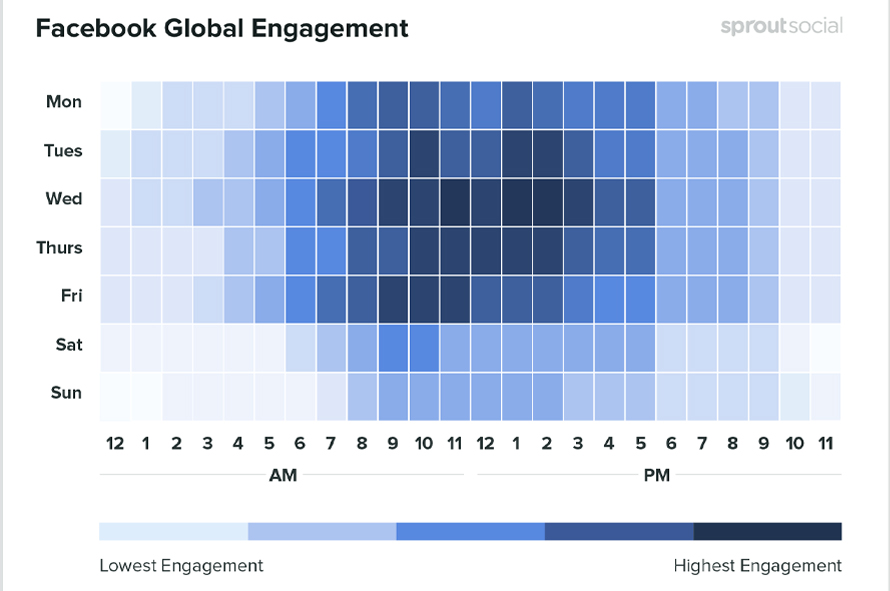 Facebook Global Engagement
sproutsocial
Mon
Tues
Wed
Thurs
Fri
Sat
Sun
12 1 2 3 4 5 6 7 8 9 10 11 12 1 2 3 4 5 6 7 8 9 10 11
AM PM
Lowest Engagement Highest Engagement